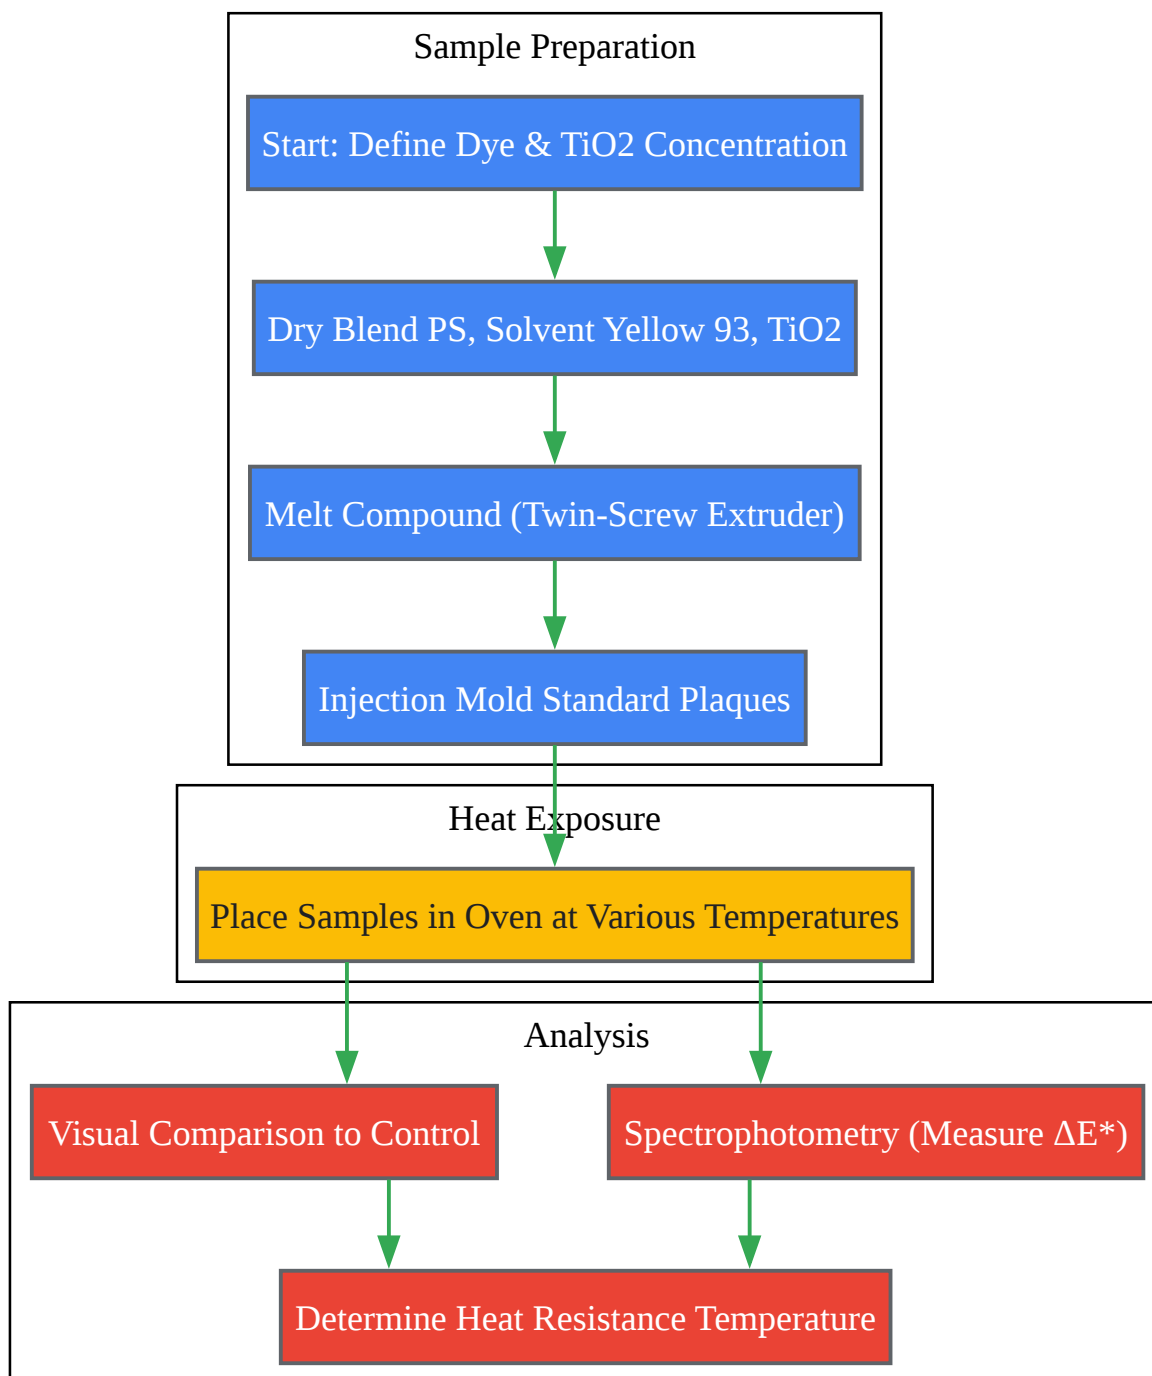 Sample Preparation
Start: Define Dye & TiO2 Concentration
Dry Blend PS, Solvent Yellow 93, TiO2
Melt Compound (Twin-Screw Extruder)
Injection Mold Standard Plaques
Heat Exposure
Place Samples in Oven at Various Temperatures
Analysis
Visual Comparison to Control
Spectrophotometry (Measure ΔE*)
Determine Heat Resistance Temperature